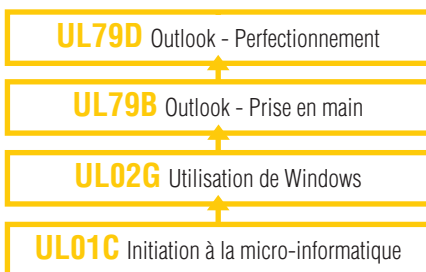 UL79D Outlook - Perfectionnement
UL79B Outlook - Prise en main
UL02G Utilisation de Windows
UL01C Initiation à la micro-informatique